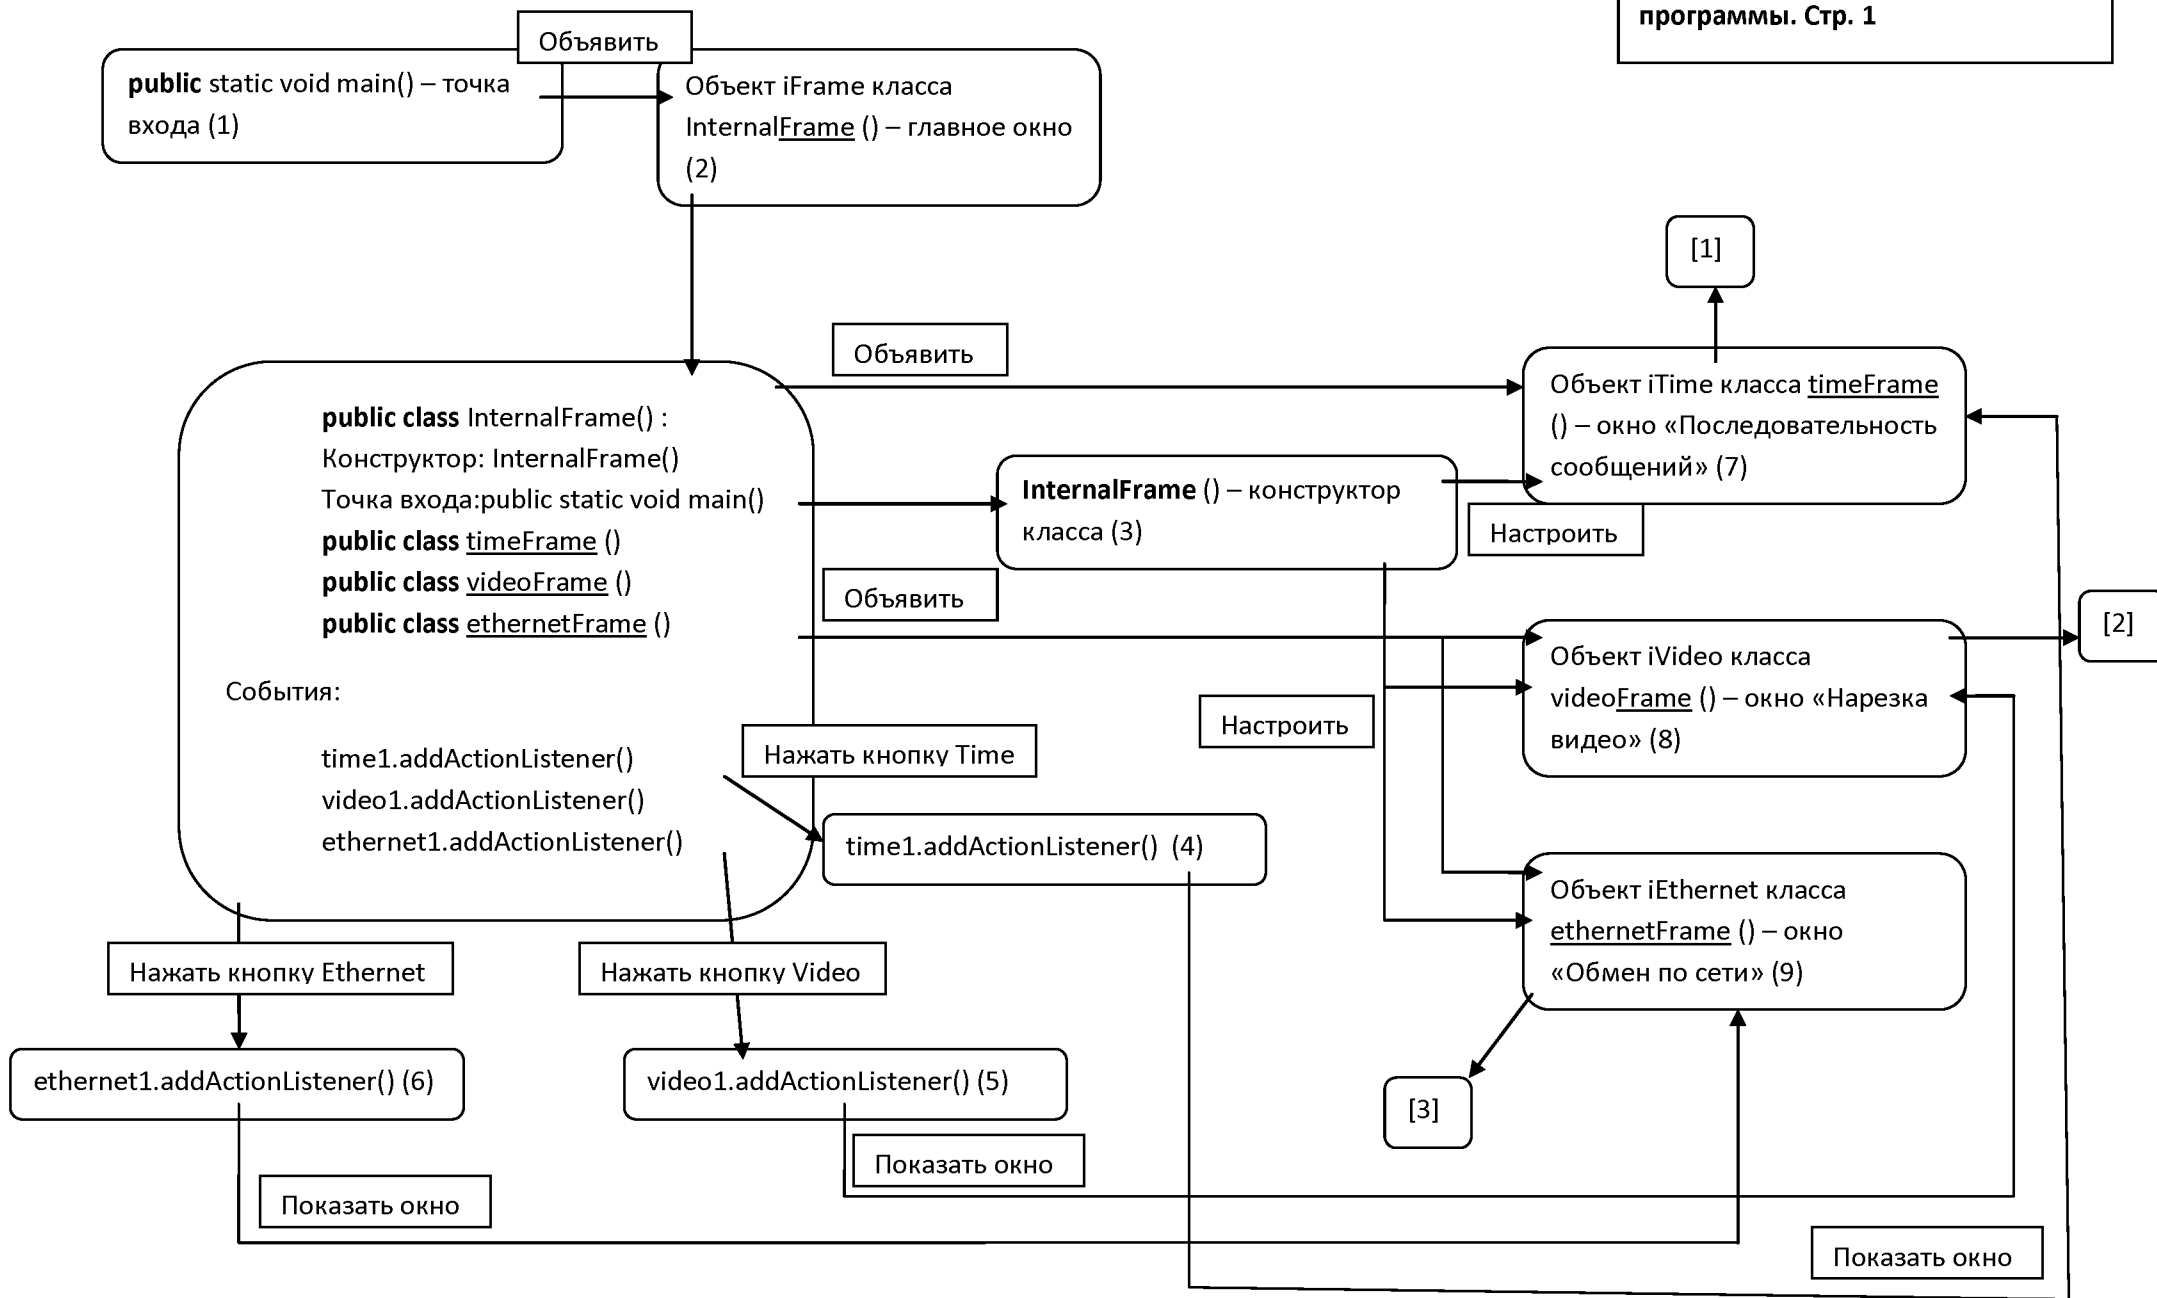 программы. Стр. 1
Объявить
public static void main() – точка
входа (1)
Объект iFrame класса
InternalFrame () – главное окно
(2)
[1]
Объявить
Объект iTime класса timeFrame
() – окно «Последовательность
сообщений» (7)
public class InternalFrame() :
Конструктор: InternalFrame()
Точка входа:public static void main()
public class timeFrame ()
public class videoFrame ()
public class ethernetFrame ()
События:
time1.addActionListener()
video1.addActionListener()
ethernet1.addActionListener()
InternalFrame () – конструктор
класса (3)
Настроить
Объявить
[2]
Объект iVideo класса
videoFrame () – окно «Нарезка
видео» (8)
Настроить
Нажать кнопку Time
time1.addActionListener() (4)
Объект iEthernet класса
ethernetFrame () – окно
«Обмен по сети» (9)
Нажать кнопку Ethernet
Нажать кнопку Video
ethernet1.addActionListener() (6)
video1.addActionListener() (5)
[3]
Показать окно
Показать окно
Показать окно